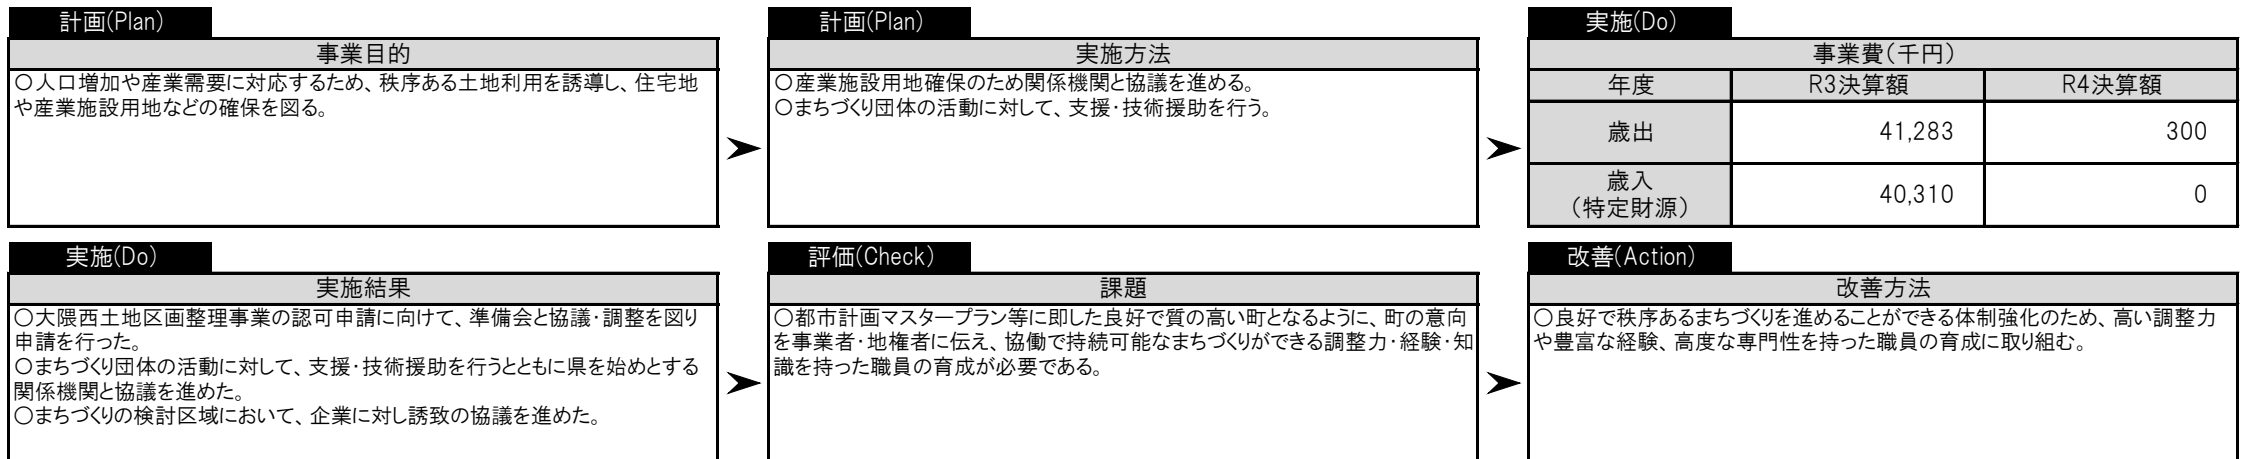 計画(Plan)
事業目的
〇人口増加や産業需要に対応するため、秩序ある土地利用を誘導し、住宅地
や産業施設用地などの確保を図る。
計画(Plan)
実施方法
〇産業施設用地確保のため関係機関と協議を進める。
〇まちづくり団体の活動に対して、支援・技術援助を行う。
実施(Do)
事業費(千円)
年度 R3決算額 R4決算額
歳出 41,283 300
歳入
(特定財源) 40,310 0
実施(Do)
実施結果
〇大隈西土地区画整理事業の認可申請に向けて、準備会と協議・調整を図り
申請を行った。
〇まちづくり団体の活動に対して、支援・技術援助を行うとともに県を始めとする
関係機関と協議を進めた。
〇まちづくりの検討区域において、企業に対し誘致の協議を進めた。
評価(Check)
課題
〇都市計画マスタープラン等に即した良好で質の高い町となるように、町の意向
を事業者・地権者に伝え、協働で持続可能なまちづくりができる調整力・経験・知
識を持った職員の育成が必要である。
改善(Action)
改善方法
〇良好で秩序あるまちづくりを進めることができる体制強化のため、高い調整力
や豊富な経験、高度な専門性を持った職員の育成に取り組む。